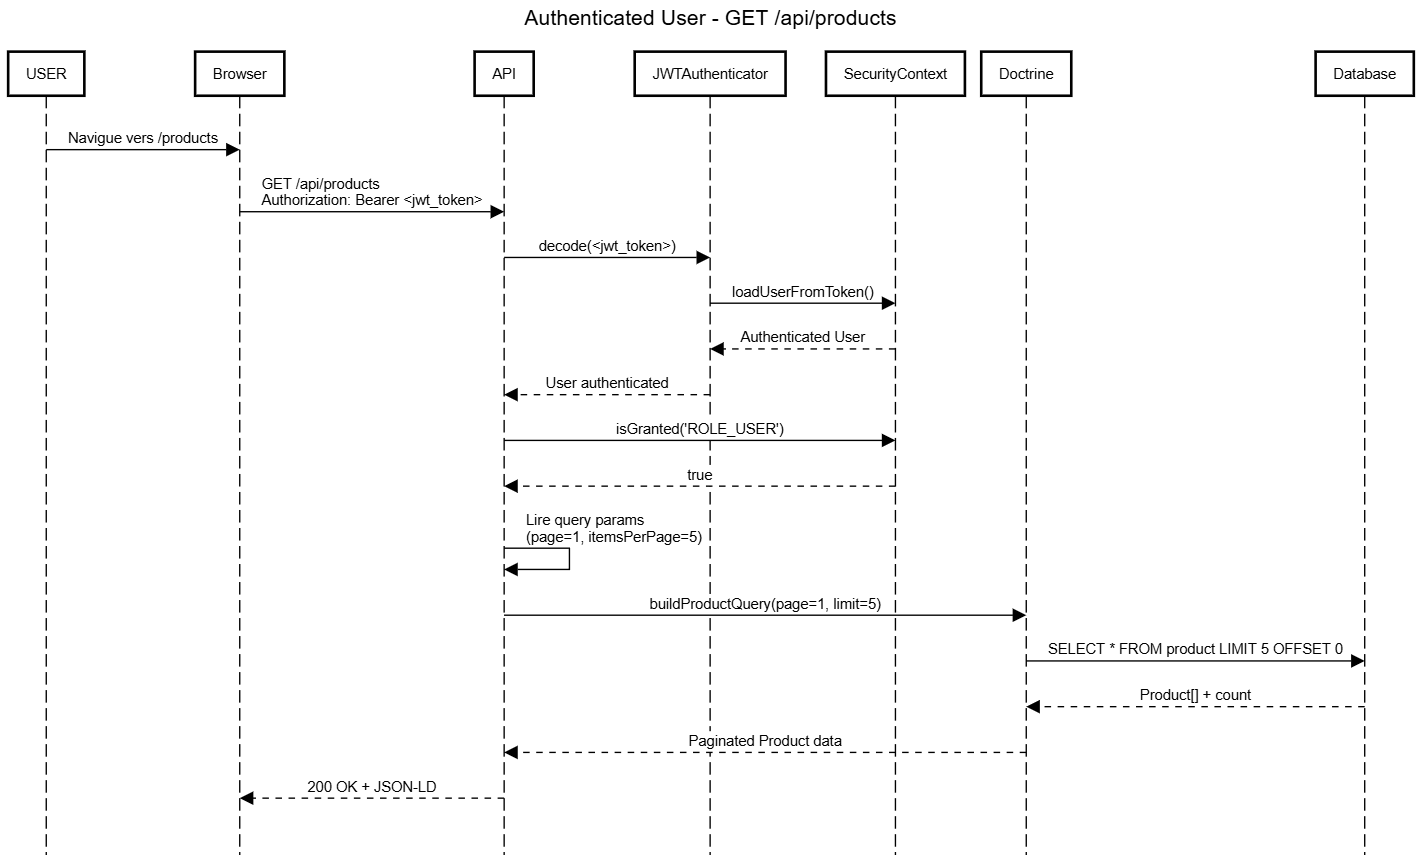 Authenticated User - GET /api/products
USER
Browser
API
JWTAuthenticator
SecurityContext
Doctrine
Database
Navigue vers /products
GET /api/products
Authorization: Bearer <jwt_token>
decode(<jwt_token>)
loadUserFromToken()
Authenticated User
User authenticated
isGranted('ROLE_USER')
true
Lire query params
(page=1, itemsPerPage=5)
buildProductQuery(page=1, limit=5)
SELECT * FROM product LIMIT 5 OFFSET 0
Product[] + count
Paginated Product data
200 OK + JSON-LD